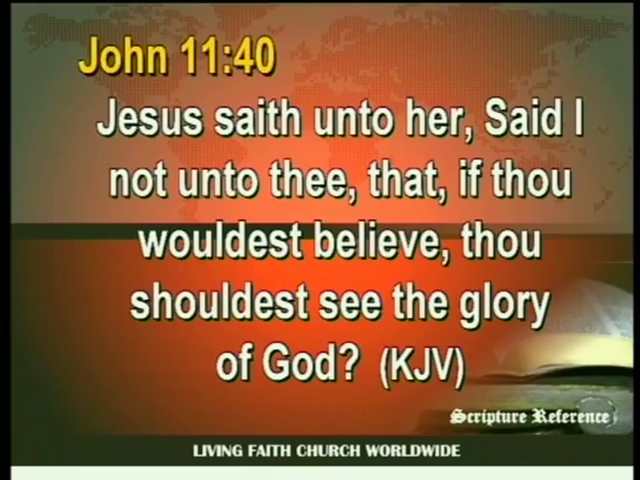 John 11:40
Jesus saith unto her, Said I
not unto thee, that, if thou
wouldest believe, thou
shouldest see the glory
of God? (KJV)
Scripture Reference
LIVING FAITH CHURCH WORLDWIDE